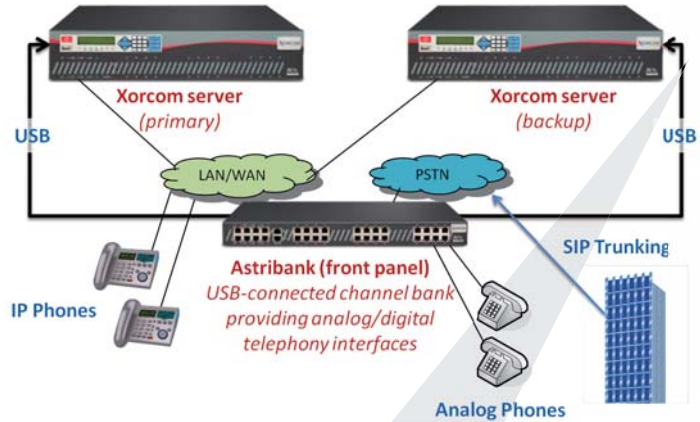 Xorcom server
(primary)
Xorcom server
(backup)
USB
USB
LAN/WAN
PSTN
SIP Trunking
Astribank (front panel)
USB-connected channel bank
providing analog/digital
telephony interfaces
IP Phones
Analog Phones